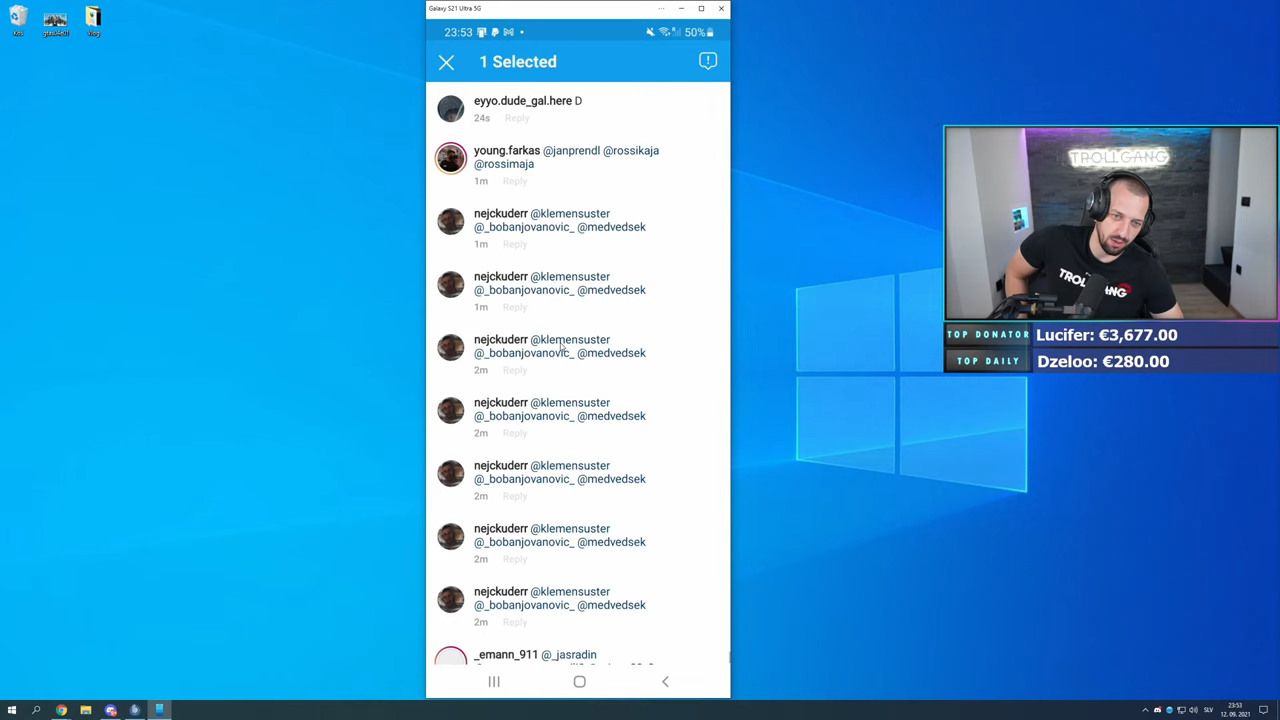 Koš
Vlog
Galaxy S21 Ultra 5G
23:53
50%
1 Selected
eyyo.dude_gal.here D
24s Reply
young.farkas @janprendl @rossikaja
@rossimaja
1m Reply
nejckuderr @klemensuster
@_bobanjovanovic_ @medvedsek
1m Reply
nejckuderr @klemensuster
@_bobanjovanovic_ @medvedsek
1m Reply
nejckuderr @klemensuster
@_bobanjovanovic_ @medvedsek
2m Reply
nejckuderr @klemensuster
@_bobanjovanovic_ @medvedsek
2m Reply
nejckuderr @klemensuster
@_bobanjovanovic_ @medvedsek
2m Reply
nejckuderr @klemensuster
@_bobanjovanovic_ @medvedsek
2m Reply
nejckuderr @klemensuster
@_bobanjovanovic_ @medvedsek
2m Reply
_emann_911 @_jasradin
TROLLGANG
TOP DONATOR Lucifer: €3,677.00
TOP DAILY Dzeloo: €280.00
SLV
23:53
12. 09. 2021